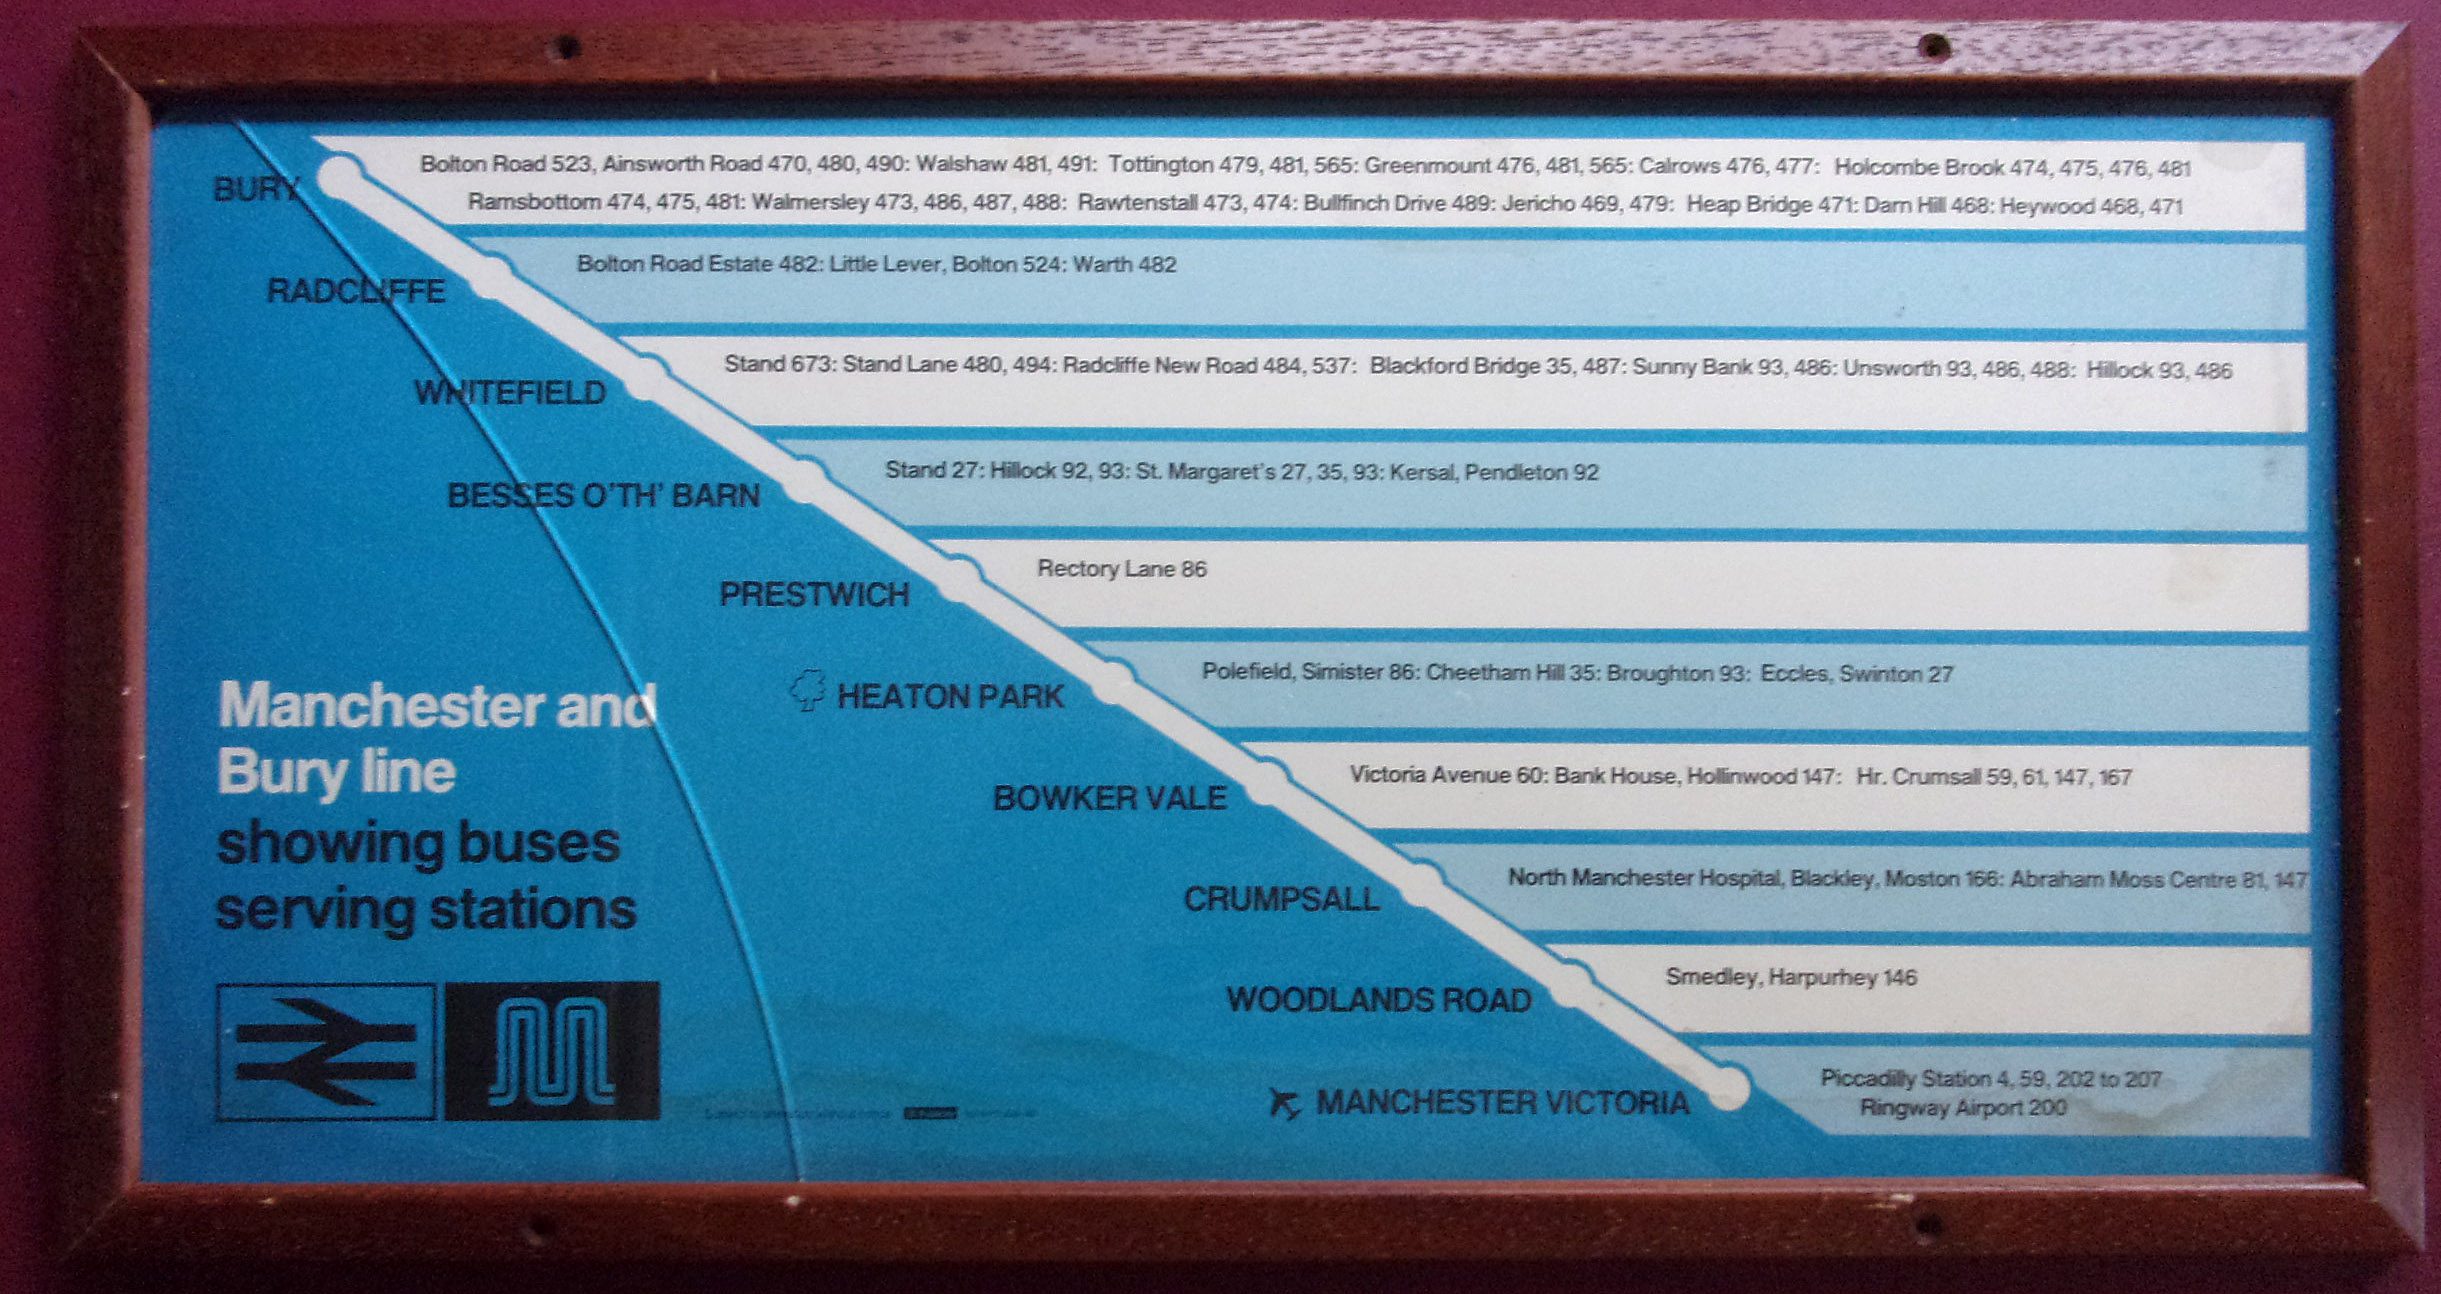 BURY
Bolton Road 523, Ainsworth Road 470, 480, 490: Walshaw 481, 491: Tottington 479, 481, 565: Greenmount 476, 481, 565: Calrows 476, 477: Holcombe Brook 474, 475, 476, 481
Ramsbottom 474, 475, 481: Walmersley 473, 486, 487, 488: Rawtenstall 473, 474: Bullfinch Drive 489: Jericho 469, 479: Heap Bridge 471: Dam Hill 468: Heywood 468, 471
RADCLIFFE
Bolton Road Estate 482: Little Lever, Bolton 524: Warth 482
WHITEFIELD
Stand 673: Stand Lane 480, 494: Radcliffe New Road 484, 537: Blackford Bridge 35, 487: Sunny Bank 93, 486: Unsworth 93, 486, 488: Hillock 93, 486
BESSES O'TH' BARN
Stand 27: Hillock 92, 93: St. Margaret's 27, 35, 93: Kersal, Pendleton 92
PRESTWICH
Rectory Lane 86
HEATON PARK
Polefield, Simister 86: Cheetham Hill 35: Broughton 93: Eccles, Swinton 27
BOWKER VALE
Victoria Avenue 60: Bank House, Hollinwood 147: Hr. Crumsall 59, 61, 147, 167
CRUMPSALL
North Manchester Hospital, Blackley, Moston 166: Abraham Moss Centre 81, 147
WOODLANDS ROAD
Smedley, Harpurhey 146
MANCHESTER VICTORIA
Piccadilly Station 4, 59, 202 to 207
Ringway Airport 200
Manchester and
Bury line
showing buses
serving stations